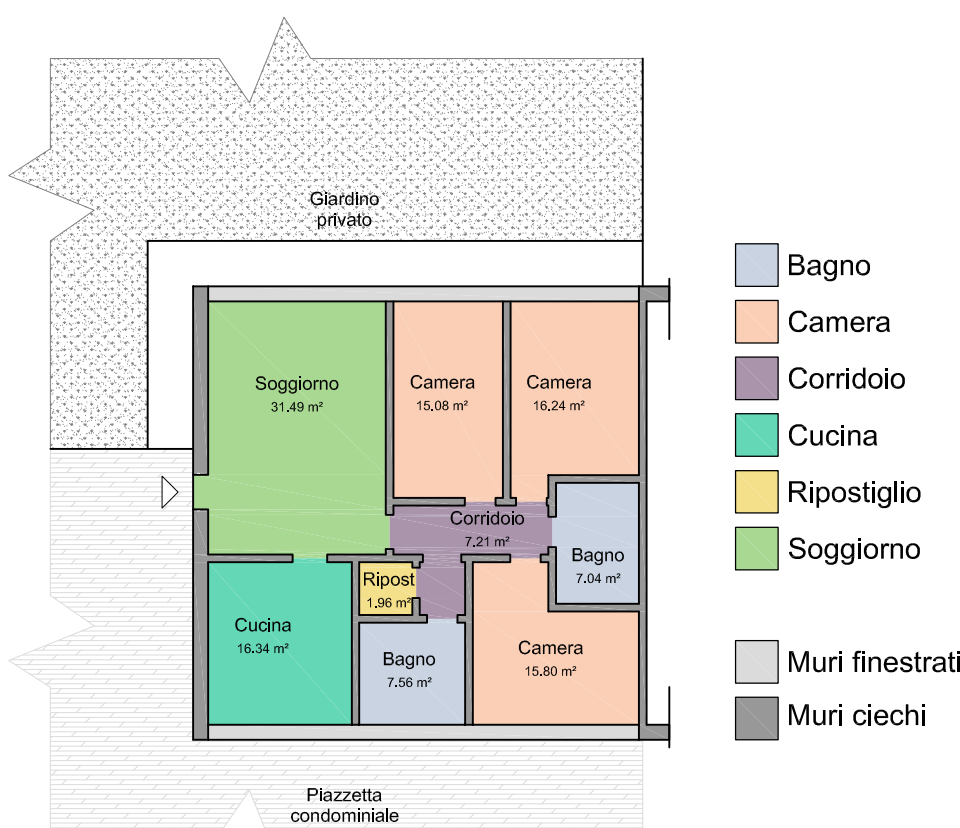 Giardino
privato
Soggiorno
31.49 m²
Camera
15.08 m²
Camera
16.24 m²
Corridoio
7.21 m²
Bagno
7.04 m²
Ripost
1.96 m²
Cucina
16.34 m²
Bagno
7.56 m²
Camera
15.80 m²
Piazzetta
condominiale
Bagno
Camera
Corridoio
Cucina
Ripostiglio
Soggiorno
Muri finestrati
Muri ciechi